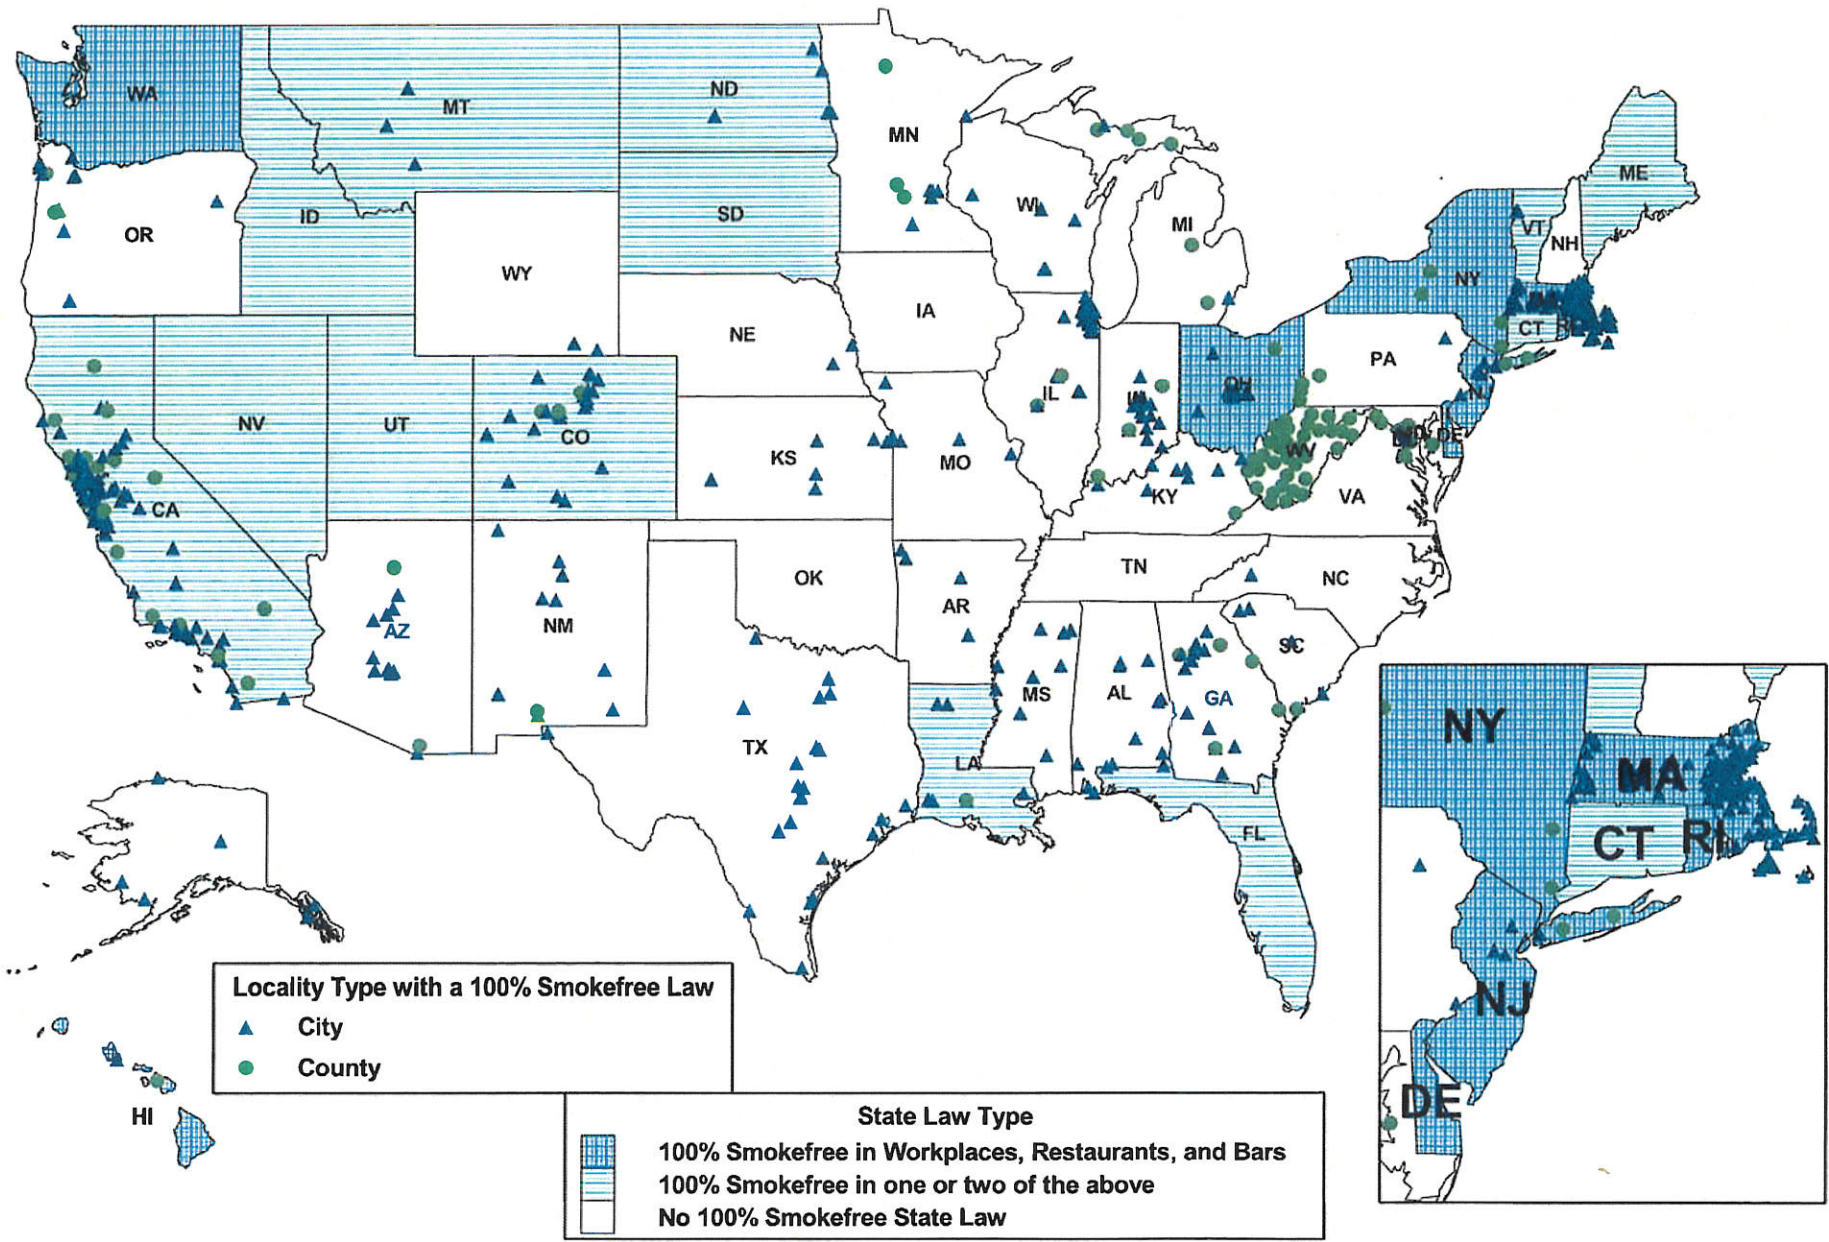 WA
MT
ND
MN
ME
OR
ID
SD
WI
MI
VT
NH
NY
WY
IA
MA
CT
RI
NE
PA
NV
UT
CO
IL
IN
OH
NJ
CA
KS
MO
WV
DE
KY
VA
AZ
NM
OK
AR
TN
NC
SC
MS
AL
GA
TX
LA
FL
HI
NY
MA
CT
RI
NJ
DE
Locality Type with a 100% Smokefree Law
City
County
State Law Type
100% Smokefree in Workplaces, Restaurants, and Bars
100% Smokefree in one or two of the above
No 100% Smokefree State Law